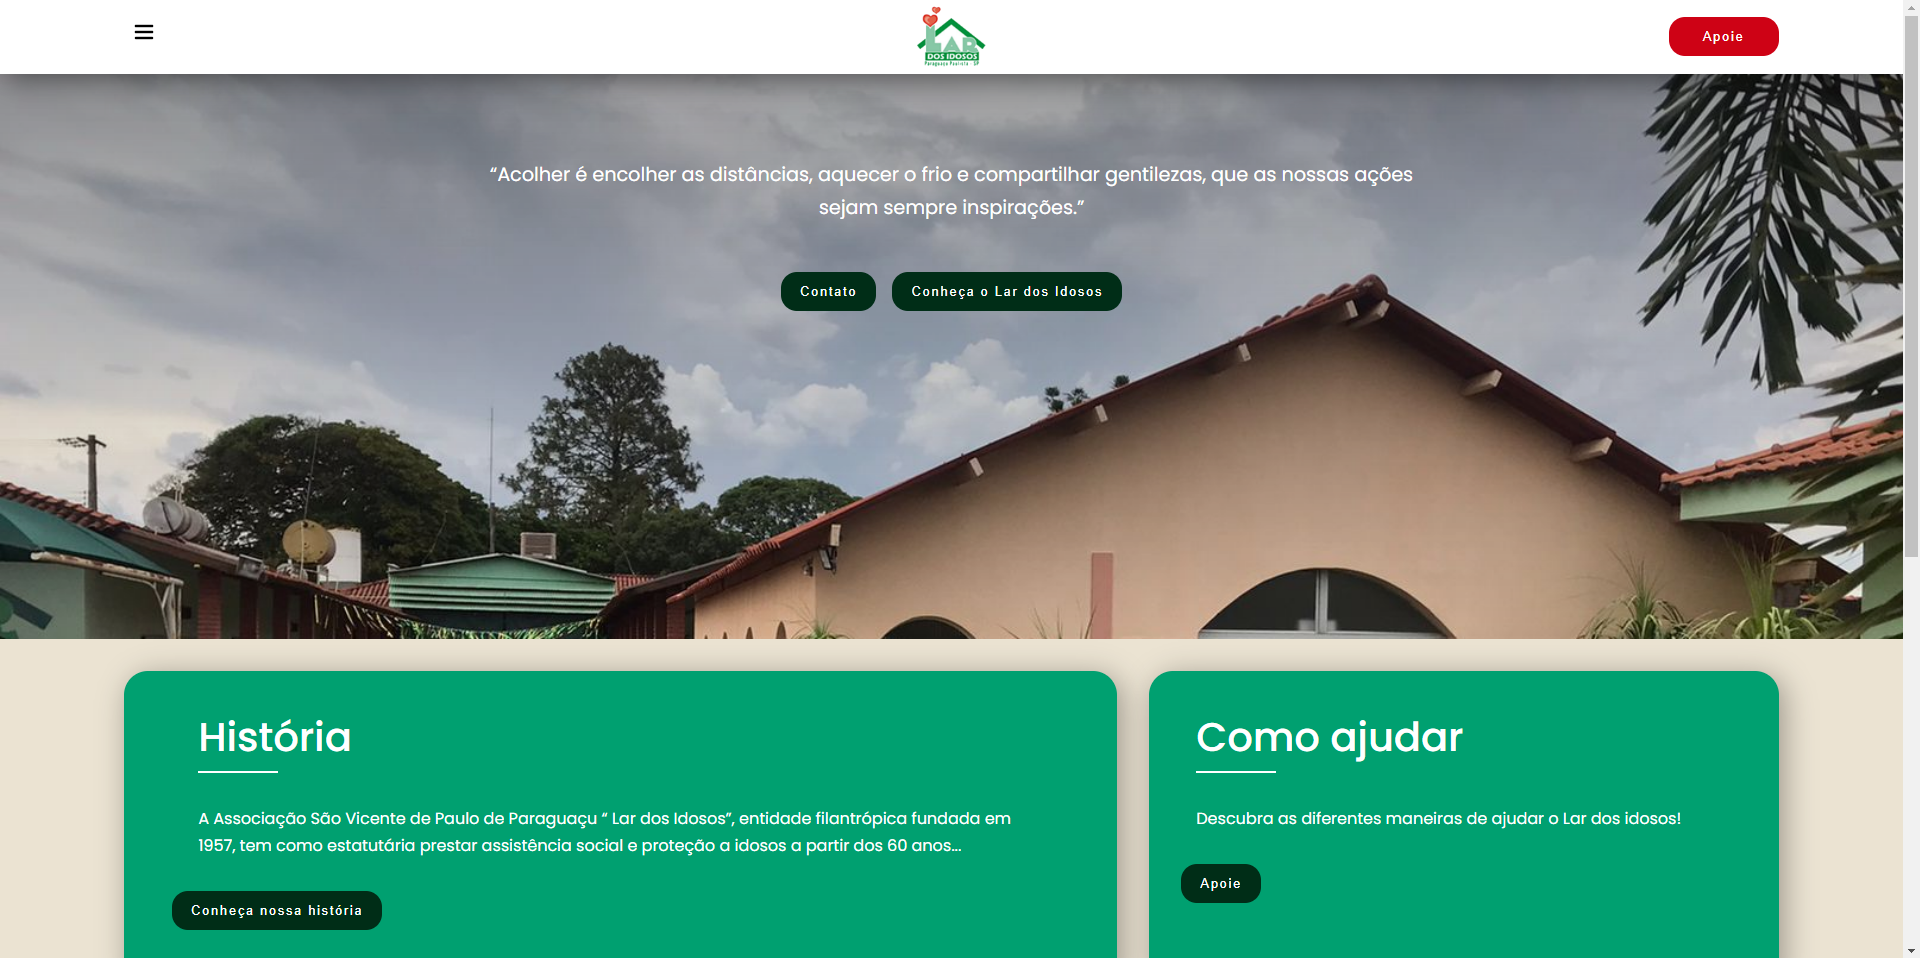 LAR
DOS IDOSOS
Paraguaçu Paulista - SP
Apoie
“Acolher é encolher as distâncias, aquecer o frio e compartilhar gentilezas, que as nossas ações
sejam sempre inspirações.”
Contato
Conheça o Lar dos Idosos
História
A Associação São Vicente de Paulo de Paraguaçu “ Lar dos Idosos”, entidade filantrópica fundada em
1957, tem como estatutária prestar assistência social e proteção a idosos a partir dos 60 anos...
Conheça nossa história
Como ajudar
Descubra as diferentes maneiras de ajudar o Lar dos idosos!
Apoie